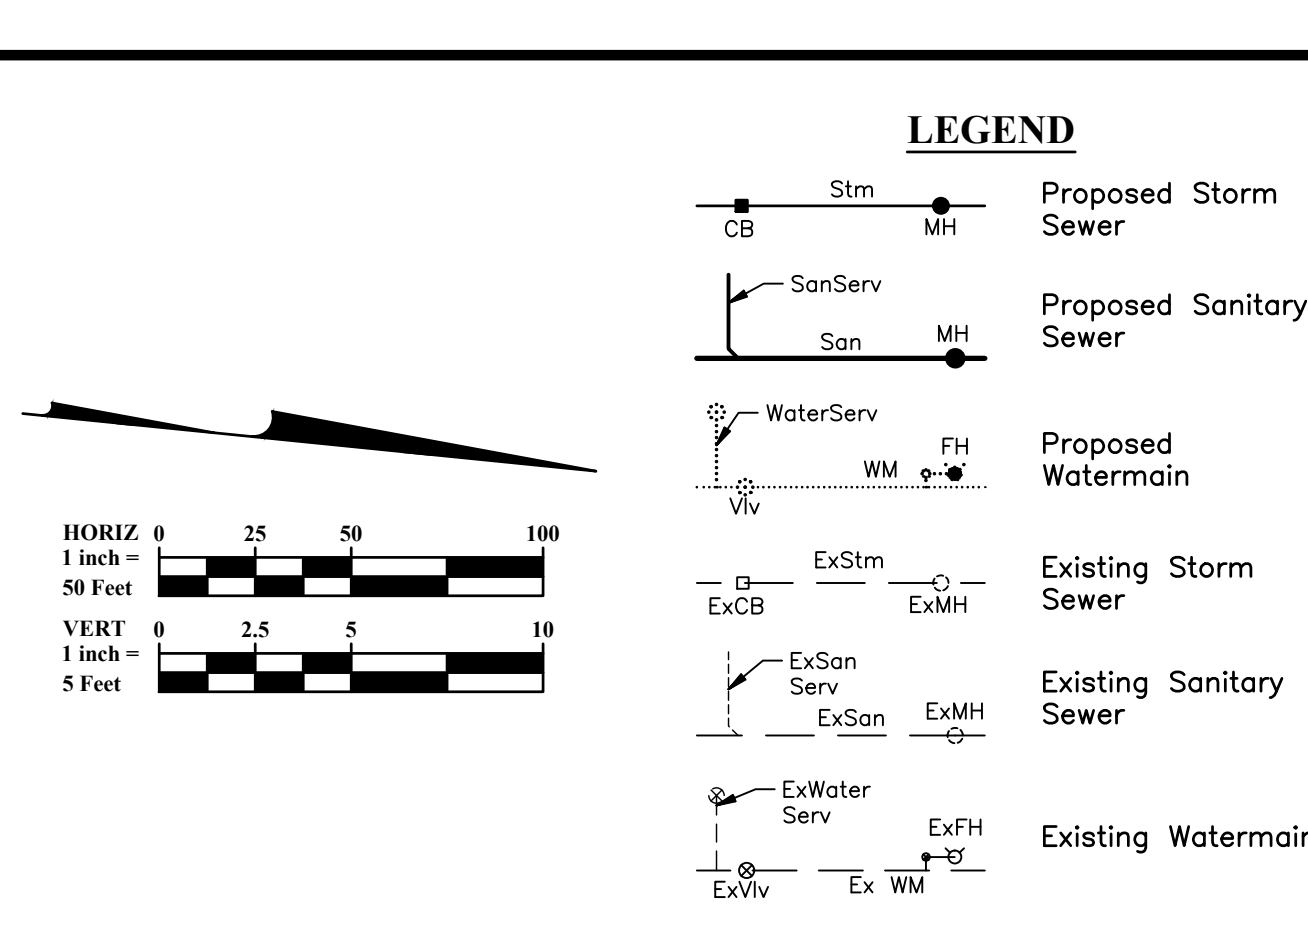 LEGEND
Stm
CB
MH
Proposed Storm
Sewer
SanServ
San
MH
Proposed Sanitary
Sewer
WaterServ
FH
WM
Vlv
Proposed
Watermain
HORIZ 0 25 50 100
1 inch =
50 Feet
VERT 0 2.5 5 10
1 inch =
5 Feet
ExStm
ExCB
ExMH
Existing Storm
Sewer
ExSan
Serv
ExSan
ExMH
Existing Sanitary
Sewer
ExWater
Serv
ExFH
ExVlv
Ex WM
Existing Watermain